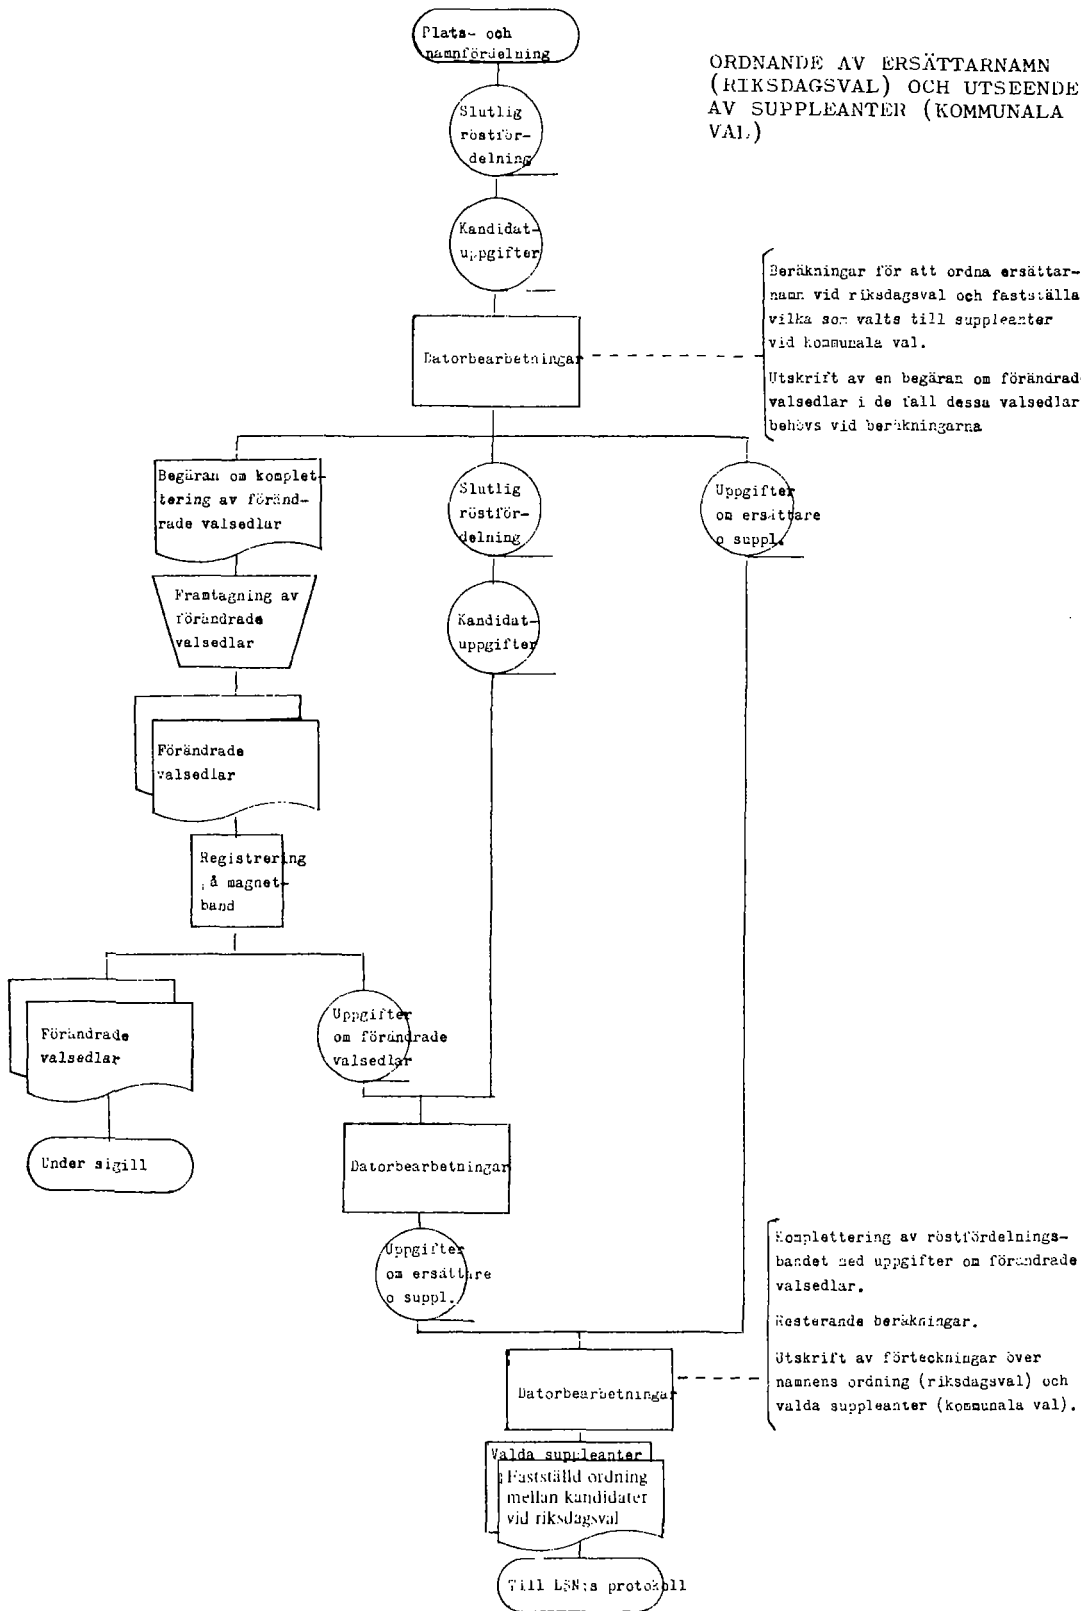 Plats- och
namnfördelning
ORDNANDE AV ERSÄTTARNAMN
(RIKSDAGSVAL) OCH UTSEENDE
AV SUPPLEANTER (KOMMUNALA
VAL)
Slutlig
röstför-
delning
Kandidat-
uppgifter
Datorbearbetningar
Beräkningar för att ordna ersättar-
namn vid riksdagsval och fastställa
vilka som valts till suppleanter
vid kommunala val.
Utskrift av en begäran om förändrade
valsedlar i de fall dessa valsedlar
behövs vid beräkningarna
Begäran om komplet-
tering av föränd-
rade valsedlar
Slutlig
röstför-
delning
Uppgifter
om ersättare
o suppl.
Framtagning av
förändrade
valsedlar
Kandidat-
uppgifter
Förändrade
valsedlar
Registrering
på magnet-
band
Förändrade
valsedlar
Uppgifter
om förändrade
valsedlar
Under sigill
Datorbearbetningar
Uppgifter
om ersättare
o suppl.
Komplettering av röstfördelnings-
bandet med uppgifter om förändrade
valsedlar.
Resterande beräkningar.
Utskrift av förteckningar över
namnens ordning (riksdagsval) och
valda suppleanter (kommunala val).
Datorbearbetningar
Valda suppleanter
Fastställd ordning
mellan kandidater
vid riksdagsval
Till LSN:s protokoll